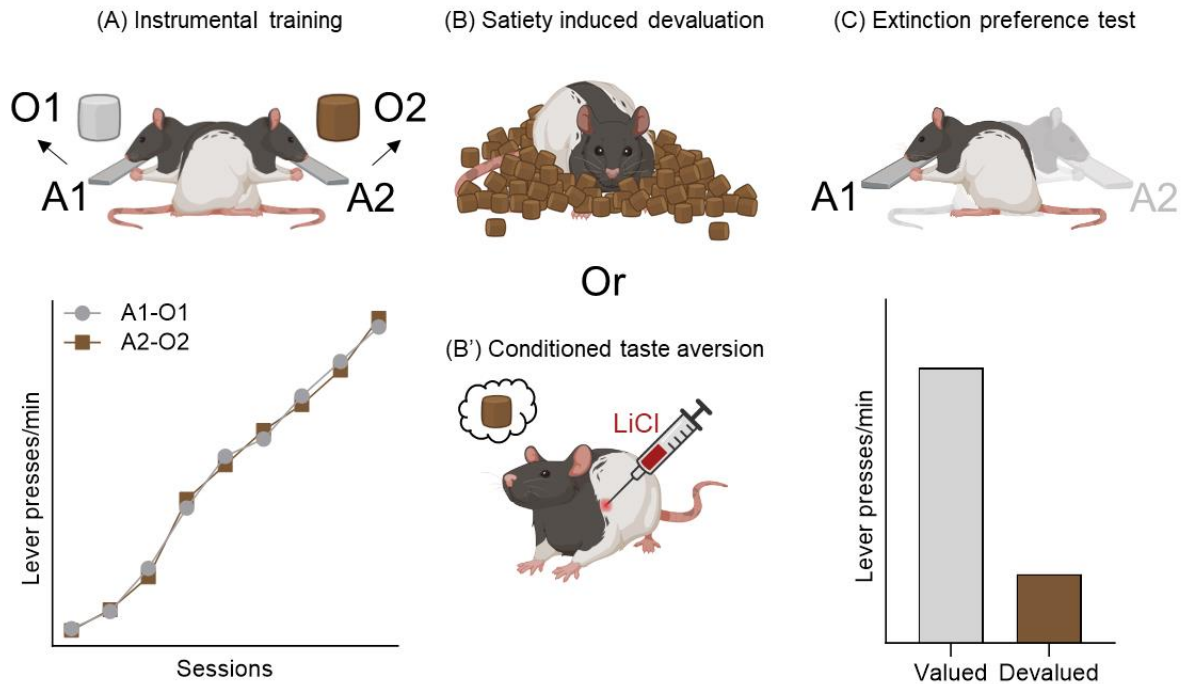 (A) Instrumental training
(B) Satiety induced devaluation
(C) Extinction preference test
O1
O2
A1
A2
A1
A2
Or
A1-O1
A2-O2
Lever presses/min
Sessions
(B') Conditioned taste aversion
LiCl
Lever presses/min
Valued Devalued